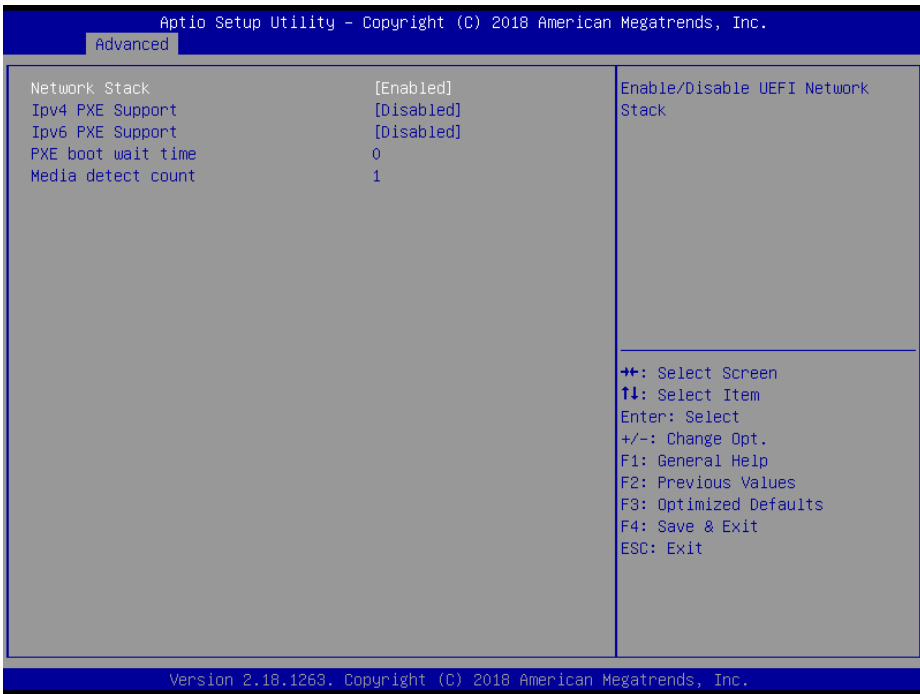 Aptio Setup Utility – Copyright (C) 2018 American Megatrends, Inc.
Advanced
Network Stack [Enabled]
Ipv4 PXE Support [Disabled]
Ipv6 PXE Support [Disabled]
PXE boot wait time 0
Media detect count 1
Enable/Disable UEFI Network
Stack
→←: Select Screen
↑↓: Select Item
Enter: Select
+/-: Change Opt.
F1: General Help
F2: Previous Values
F3: Optimized Defaults
F4: Save & Exit
ESC: Exit
Version 2.18.1263. Copyright (C) 2018 American Megatrends, Inc.